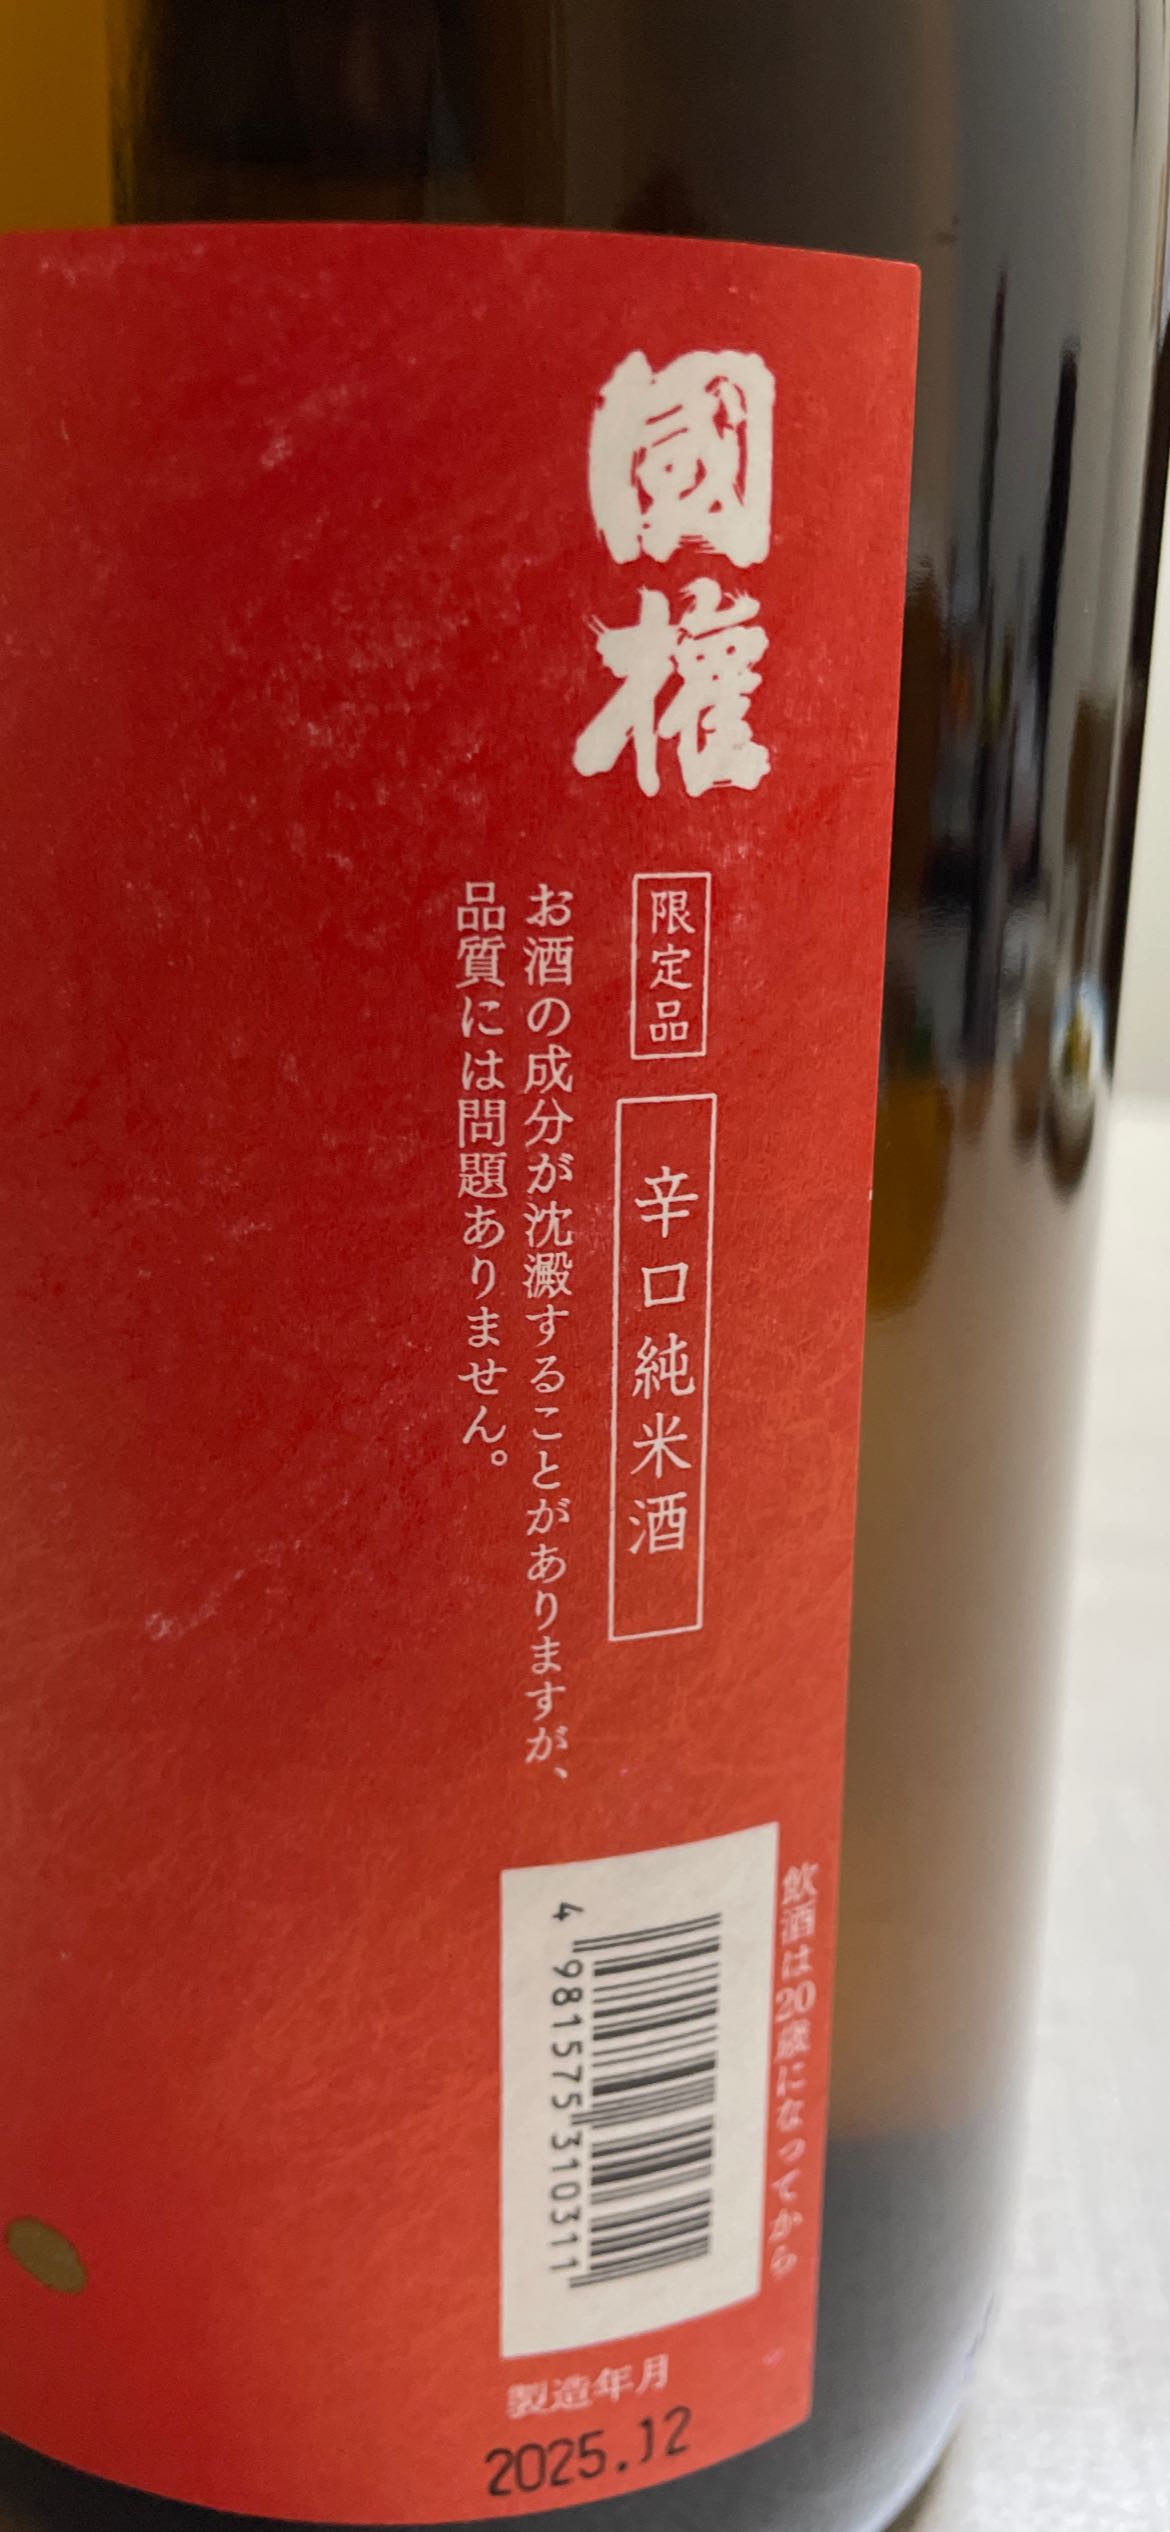 國権
限定品
辛口純米酒
お酒の成分が沈澱することがありますが、
品質には問題ありません。
飲酒は20歳になってから
4 981575 310311
製造年月
2025.12